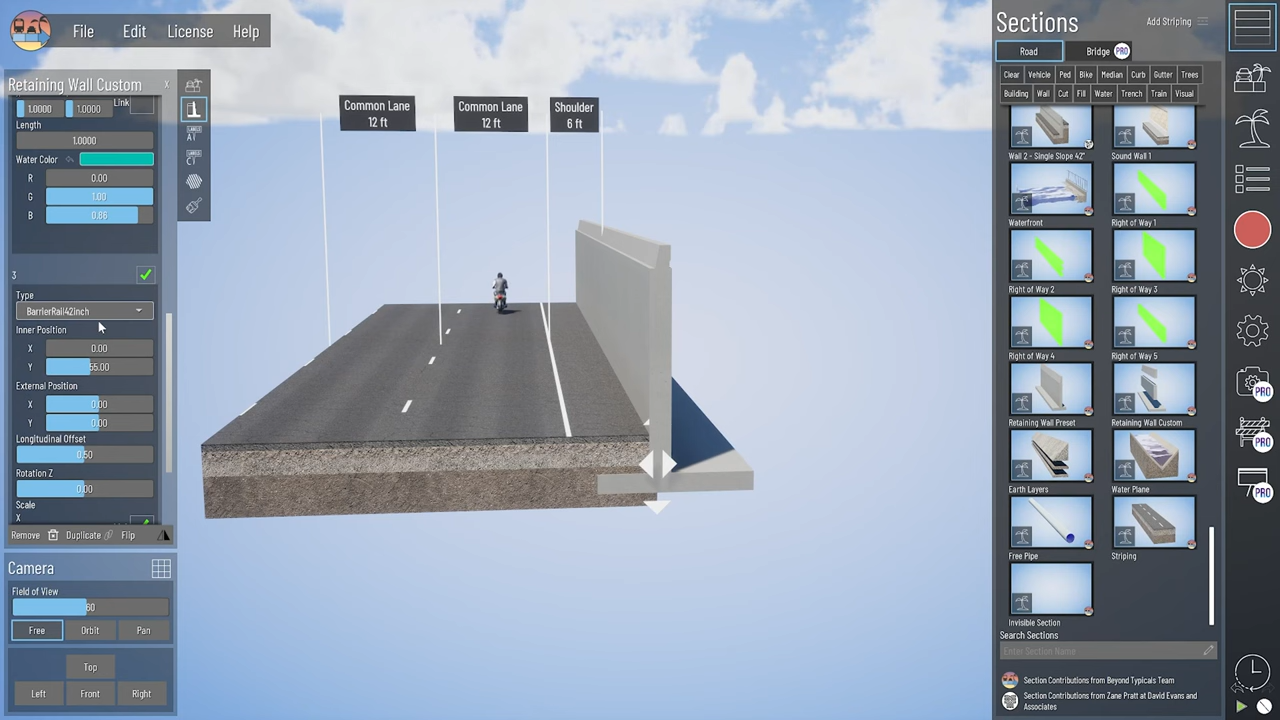 File Edit License Help
Retaining Wall Custom x
1.0000 1.0000 Link
Length
1.0000
Water Color
R 0.00
G 1.00
B 0.86
3
Type
BarrierRail42inch
Inner Position
X 0.00
Y 55.00
External Position
X 0.00
Y 0.00
Longitudinal Offset
0.50
Rotation Z
0.00
Scale
X
Remove Duplicate Flip
Camera
Field of View
60
Free Orbit Pan
Top
Left Front Right
Common Lane
12 ft
Common Lane
12 ft
Shoulder
6 ft
Sections Add Striping
Road Bridge PRO
Clear Vehicle Ped Bike Median Curb Gutter Trees
Building Wall Cut Fill Water Trench Train Visual
Wall 2 - Single Slope 42" Sound Wall 1
Waterfront Right of Way 1
Right of Way 2 Right of Way 3
Right of Way 4 Right of Way 5
Retaining Wall Preset Retaining Wall Custom
Earth Layers Water Plane
Free Pipe Striping
Invisible Section
Search Sections
Enter Section Name
Section Contributions from Beyond Typicals Team
Section Contributions from Zane Pratt at David Evans and
Associates
PRO
PRO
PRO